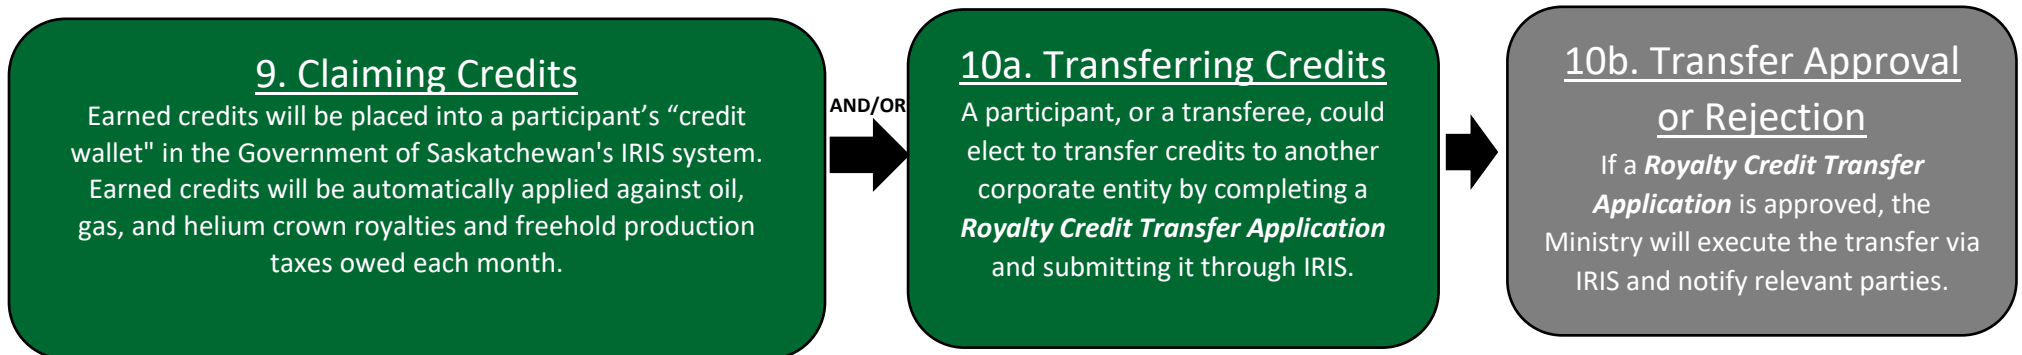 9. Claiming Credits
Earned credits will be placed into a participant’s “credit
wallet" in the Government of Saskatchewan's IRIS system.
Earned credits will be automatically applied against oil,
gas, and helium crown royalties and freehold production
taxes owed each month.
AND/OR
10a. Transferring Credits
A participant, or a transferee, could
elect to transfer credits to another
corporate entity by completing a
Royalty Credit Transfer Application
and submitting it through IRIS.
10b. Transfer Approval
or Rejection
If a Royalty Credit Transfer
Application is approved, the
Ministry will execute the transfer via
IRIS and notify relevant parties.